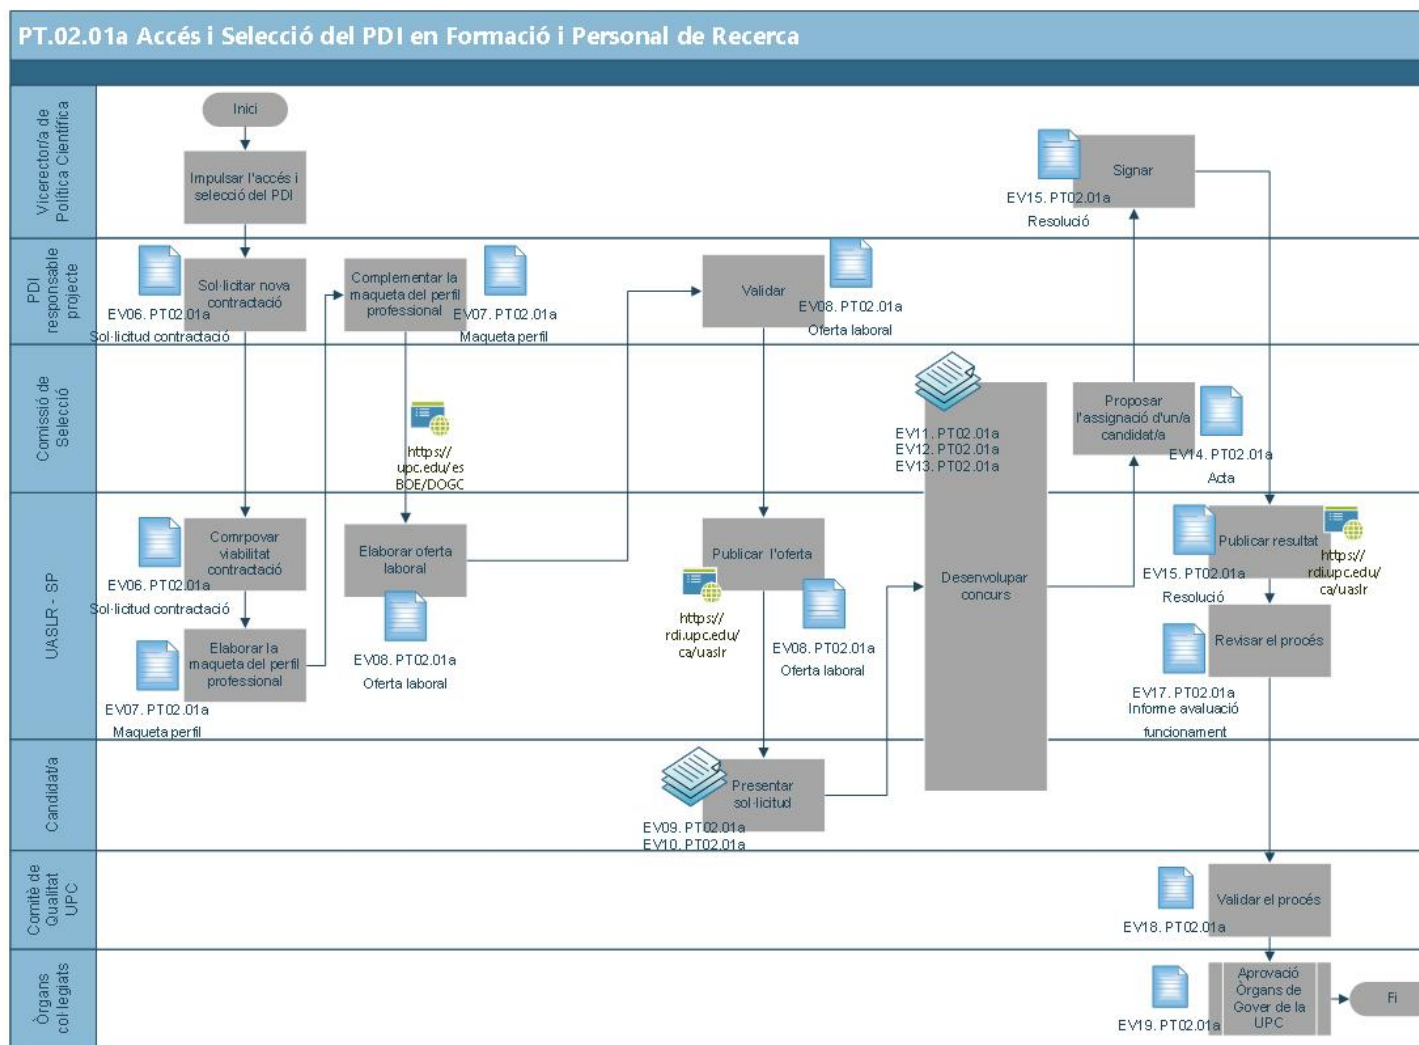 PT.02.01a Accés i Selecció del PDI en Formació i Personal de Recerca
Vicerector/a de
Política Científica
Inici
Impulsar l'accés i
selecció del PDI
Signar
EV15. PT02.01a
Resolució
PDI
responsable
projecte
Sol·licitar nova
contractació
EV06. PT02.01a
Sol·licitud contractació
Complementar la
maqueta del perfil
professional
EV07. PT02.01a
Maqueta perfil
Validar
EV08. PT02.01a
Oferta laboral
Comissió de
Selecció
https://
upc.edu/es
BOE/DOGC
EV11. PT02.01a
EV12. PT02.01a
EV13. PT02.01a
Proposar
l'assignació d'un/a
candidat/a
EV14. PT02.01a
Acta
UASLR - SP
Comrpovar
viabilitat
contractació
EV06. PT02.01a
Sol·licitud contractació
Elaborar la
maqueta del perfil
professional
EV07. PT02.01a
Maqueta perfil
Elaborar oferta
laboral
EV08. PT02.01a
Oferta laboral
Publicar l'oferta
https://
rdi.upc.edu/
ca/uaslr
EV08. PT02.01a
Oferta laboral
Desenvolupar
concurs
Publicar resultat
https://
rdi.upc.edu/
ca/uaslr
EV15. PT02.01a
Resolució
Revisar el procés
EV17. PT02.01a
Informe avaluació
funcionament
Candidat/a
Presentar
sol·licitud
EV09. PT02.01a
EV10. PT02.01a
Comitè de
Qualitat
UPC
Validar el procés
EV18. PT02.01a
Òrgans
col·legiats
Aprovació
Òrgans de
Gover de la
UPC
EV19. PT02.01a
Fi